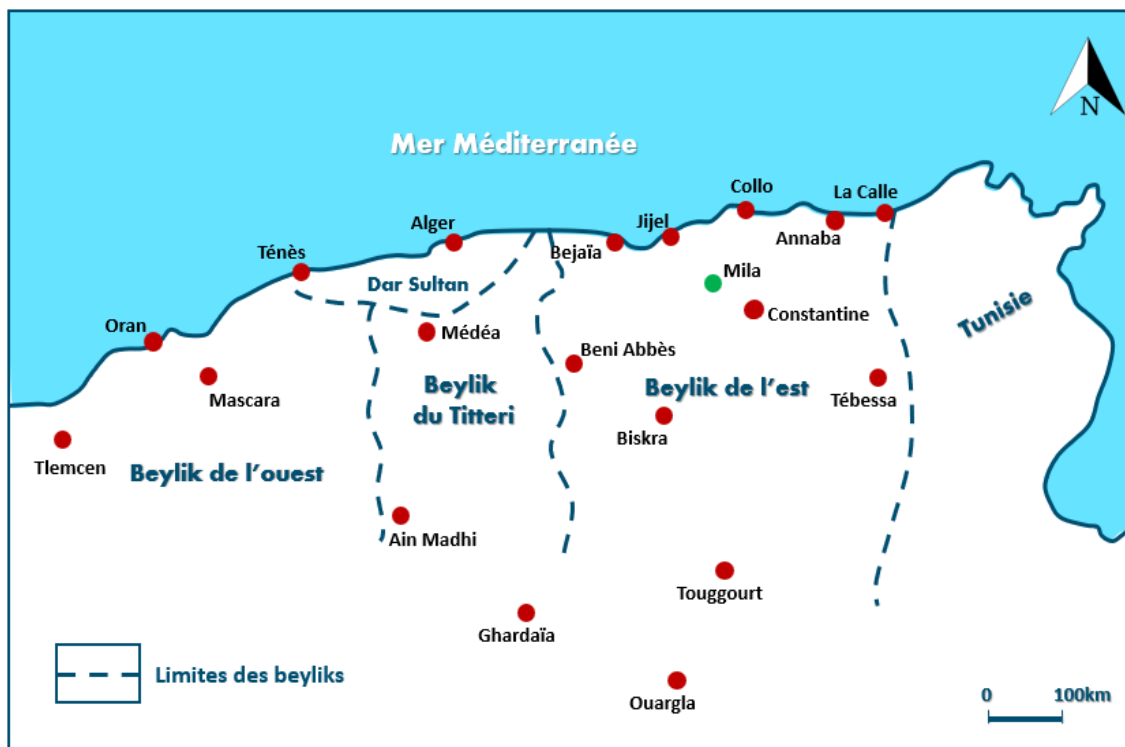 N
Mer Méditerranée
Collo
La Calle
Alger
Jijel
Annaba
Ténès
Bejaïa
Mila
Dar Sultan
Constantine
Tunisie
Oran
Médéa
Beni Abbès
Mascara
Beylik
du Titteri
Beylik de l'est
Tébessa
Biskra
Tlemcen
Beylik de l'ouest
Ain Madhi
Touggourt
Ghardaïa
Limites des beyliks
Ouargla
0 100km